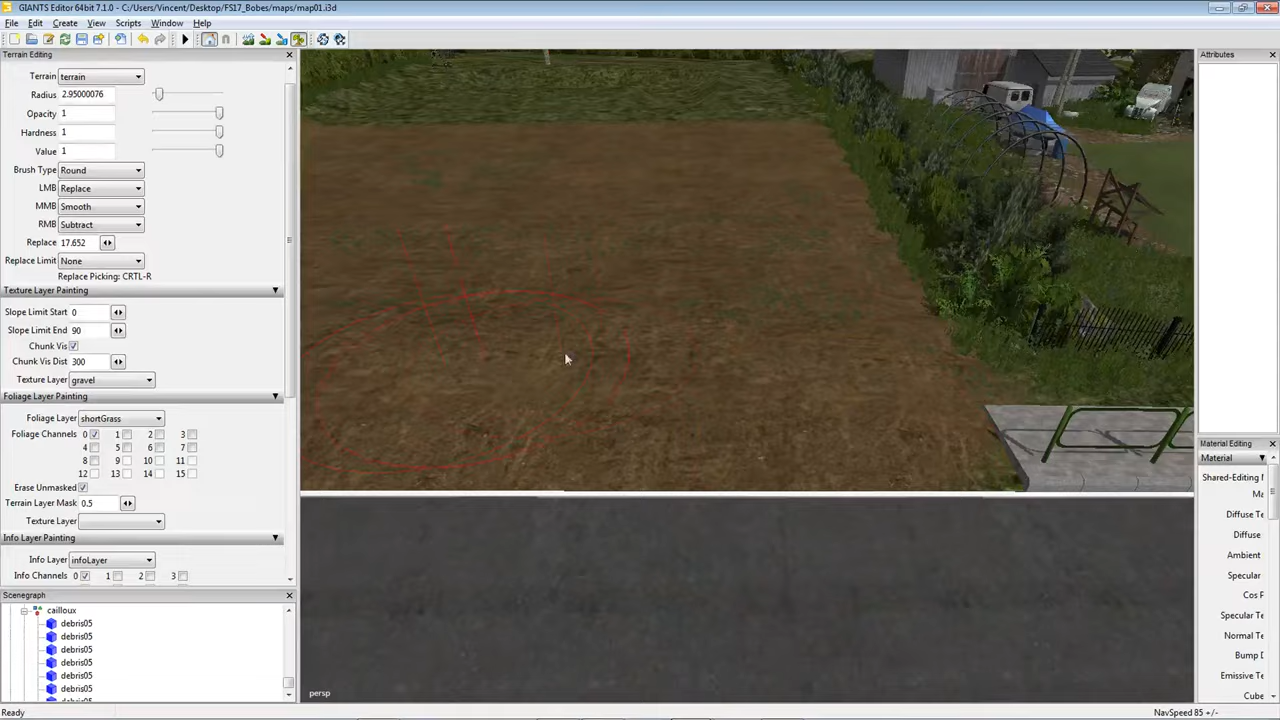 GIANTS Editor 64bit 7.1.0 - C:/Users/Vincent/Desktop/FS17_Bobes/maps/map01.i3d
File Edit Create View Scripts Window Help
Terrain Editing
Attributes
Terrain terrain
Radius 2.95000076
Opacity 1
Hardness 1
Value 1
Brush Type Round
LMB Replace
MMB Smooth
RMB Subtract
Replace 17.652
Replace Limit None
Replace Picking: CRTL-R
Texture Layer Painting
Slope Limit Start 0
Slope Limit End 90
Chunk Vis
Chunk Vis Dist 300
Texture Layer gravel
Foliage Layer Painting
Foliage Layer shortGrass
Foliage Channels 0 1 2 3
4 5 6 7
8 9 10 11
12 13 14 15
Erase Unmasked
Terrain Layer Mask 0.5
Texture Layer
Info Layer Painting
Info Layer infoLayer
Info Channels 0 1 2 3
Scenegraph
cailloux
debris05
debris05
debris05
debris05
debris05
debris05
persp
Material Editing
Material
Shared-Editing
Ma
Diffuse Te
Diffuse
Ambient
Specular
Cos P
Specular Te
Normal Te
Bump D
Emissive Te
Cube
Ready
NavSpeed 85 +/-